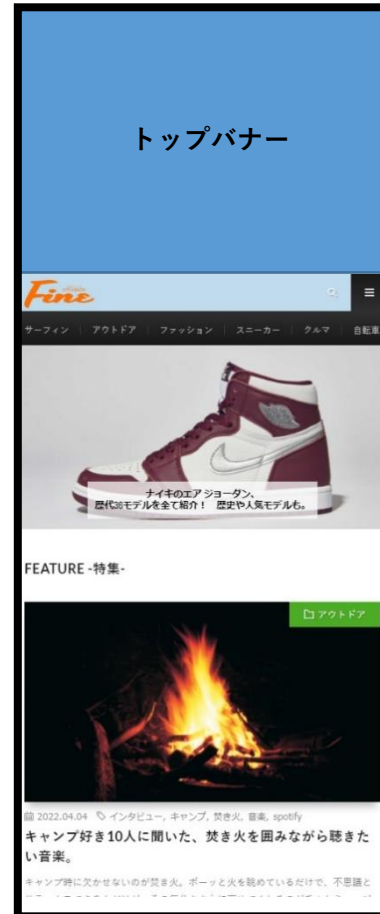 トップバナー
Fine
サーフィン アウトドア ファッション スニーカー クルマ 自転車
ナイキのエア ジョーダン、
歴代36モデルを全て紹介！ 歴史や人気モデルも。
FEATURE -特集-
アウトドア
2022.04.04 インタビュー, キャンプ, 焚き火, 音楽, spotify
キャンプ好き10人に聞いた、焚き火を囲みながら聴きた
い音楽。
キャンプ時に欠かせないのが焚き火。ボーッと火を眺めているだけで、不思議と